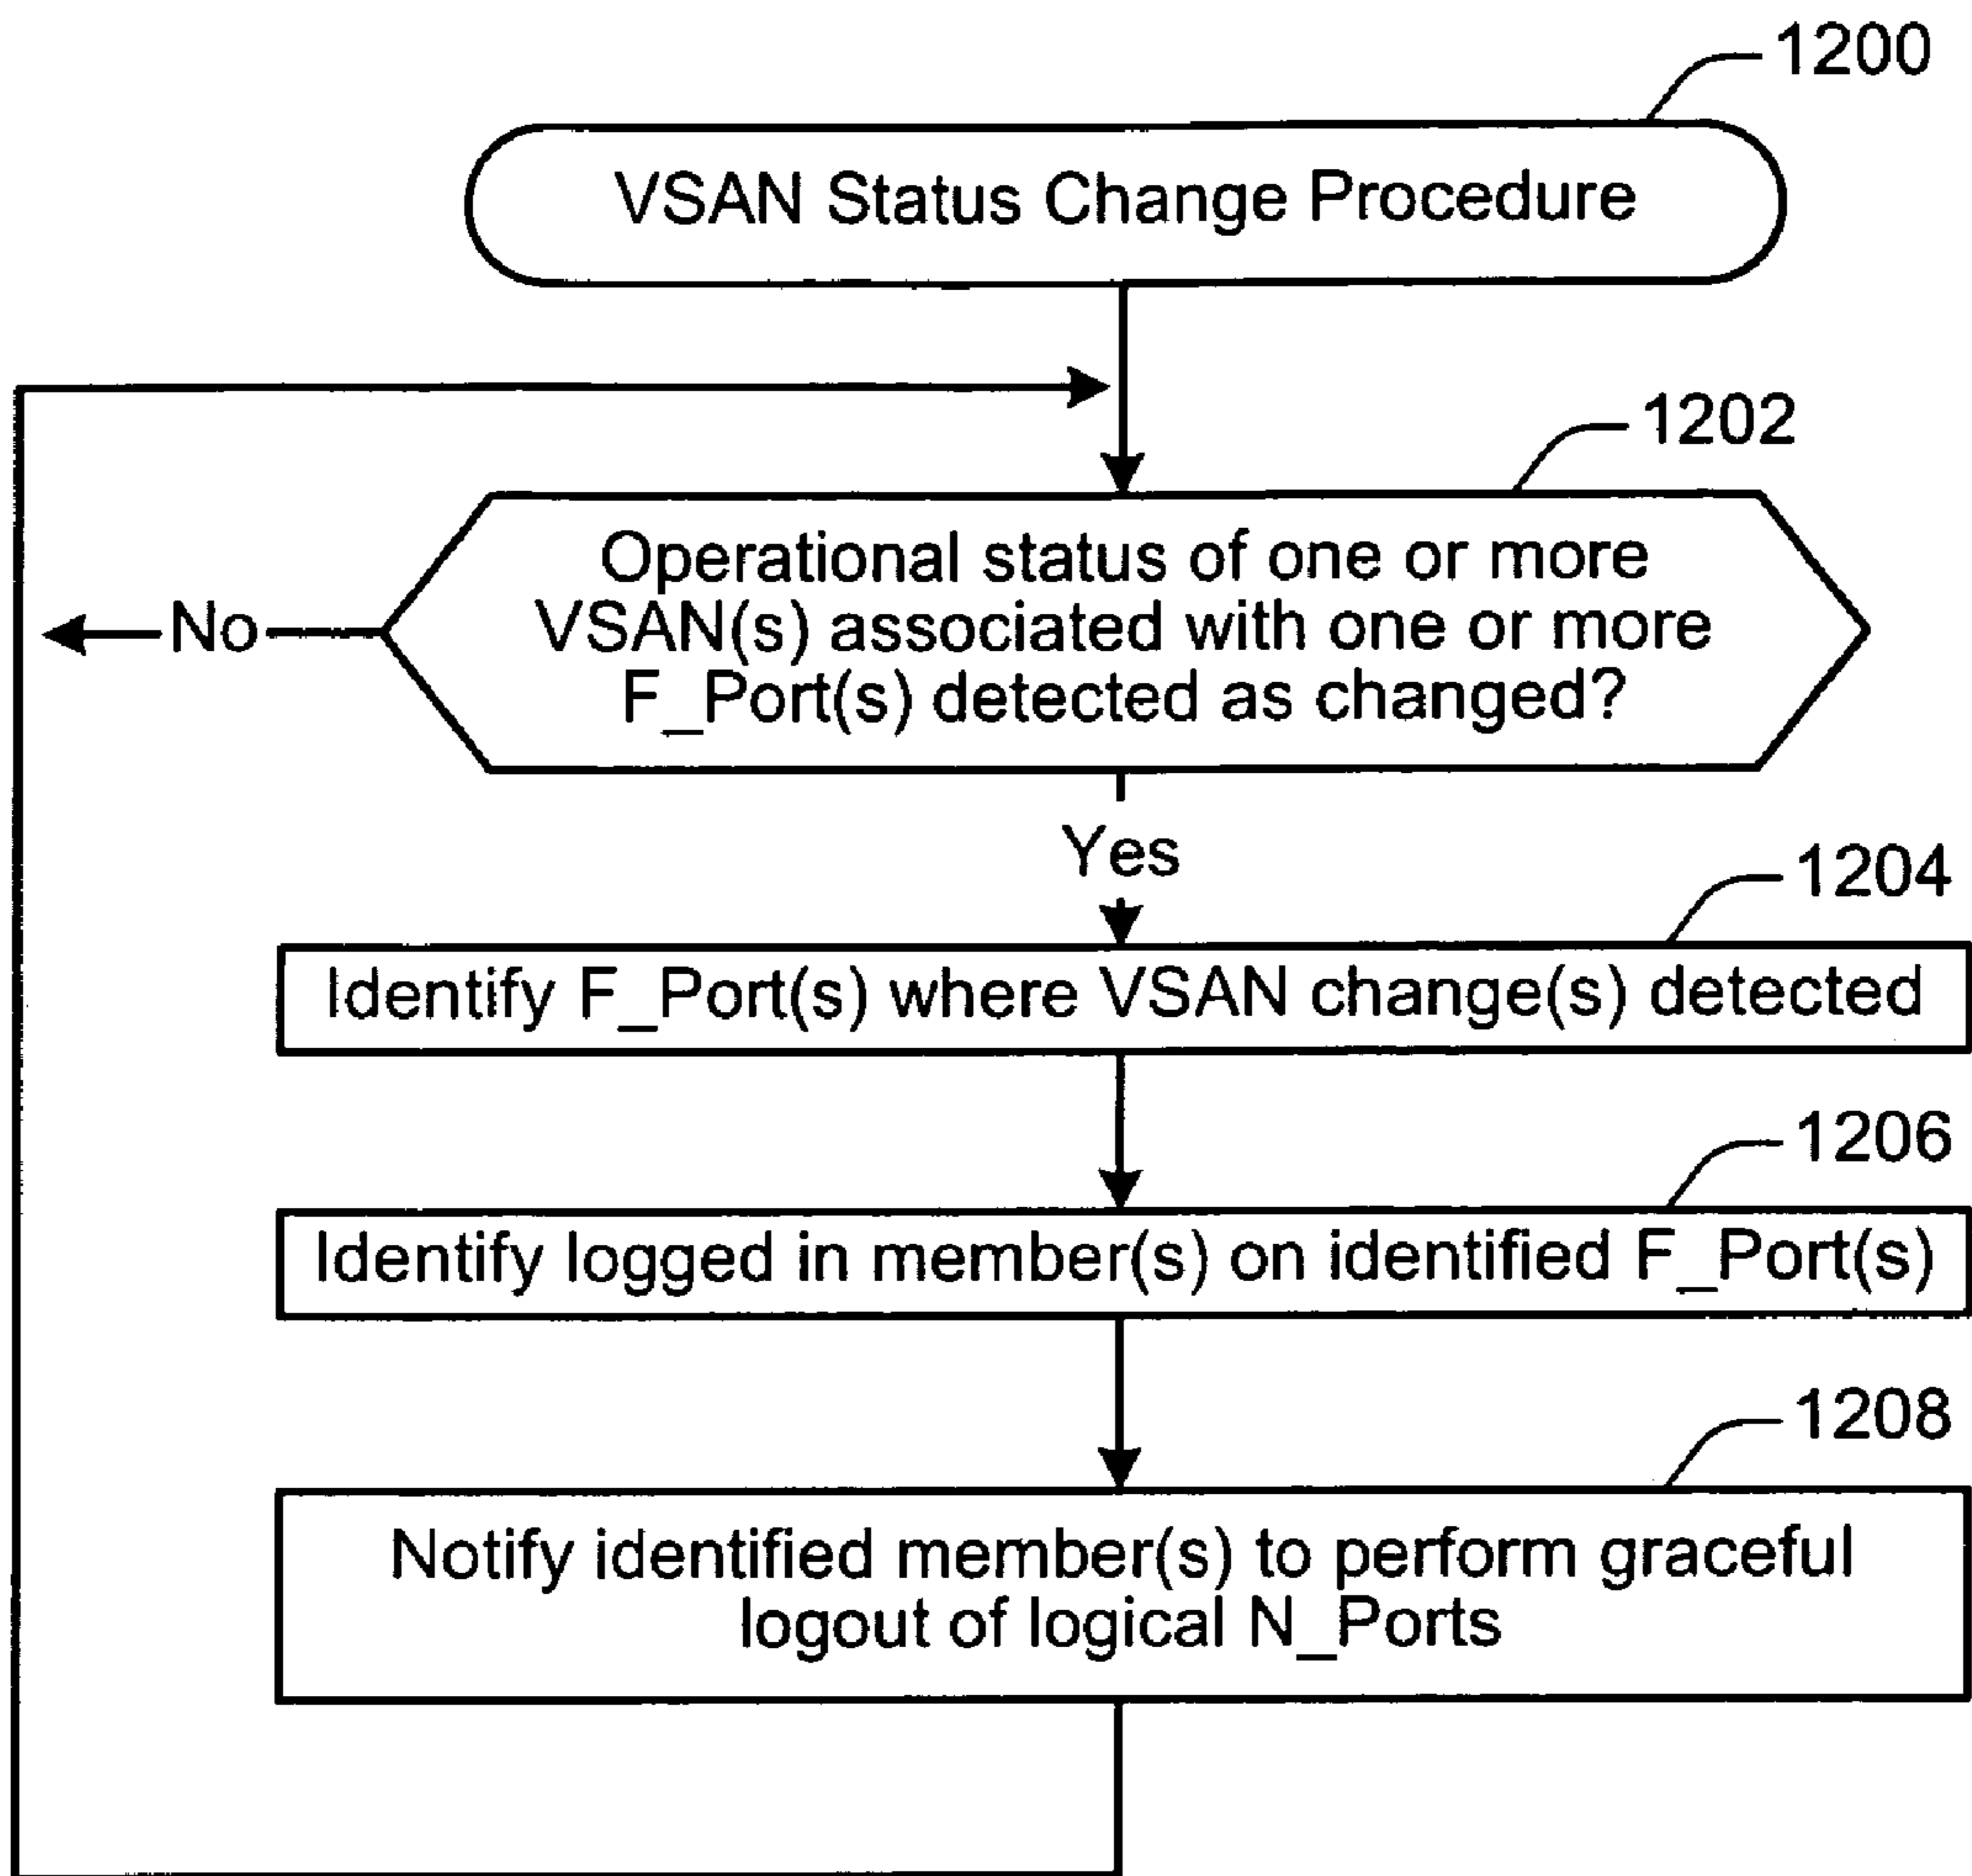 1200
VSAN Status Change Procedure
1202
Operational status of one or more
VSAN(s) associated with one or more
F_Port(s) detected as changed?
No
Yes
1204
Identify F_Port(s) where VSAN change(s) detected
1206
Identify logged in member(s) on identified F_Port(s)
1208
Notify identified member(s) to perform graceful
logout of logical N_Ports